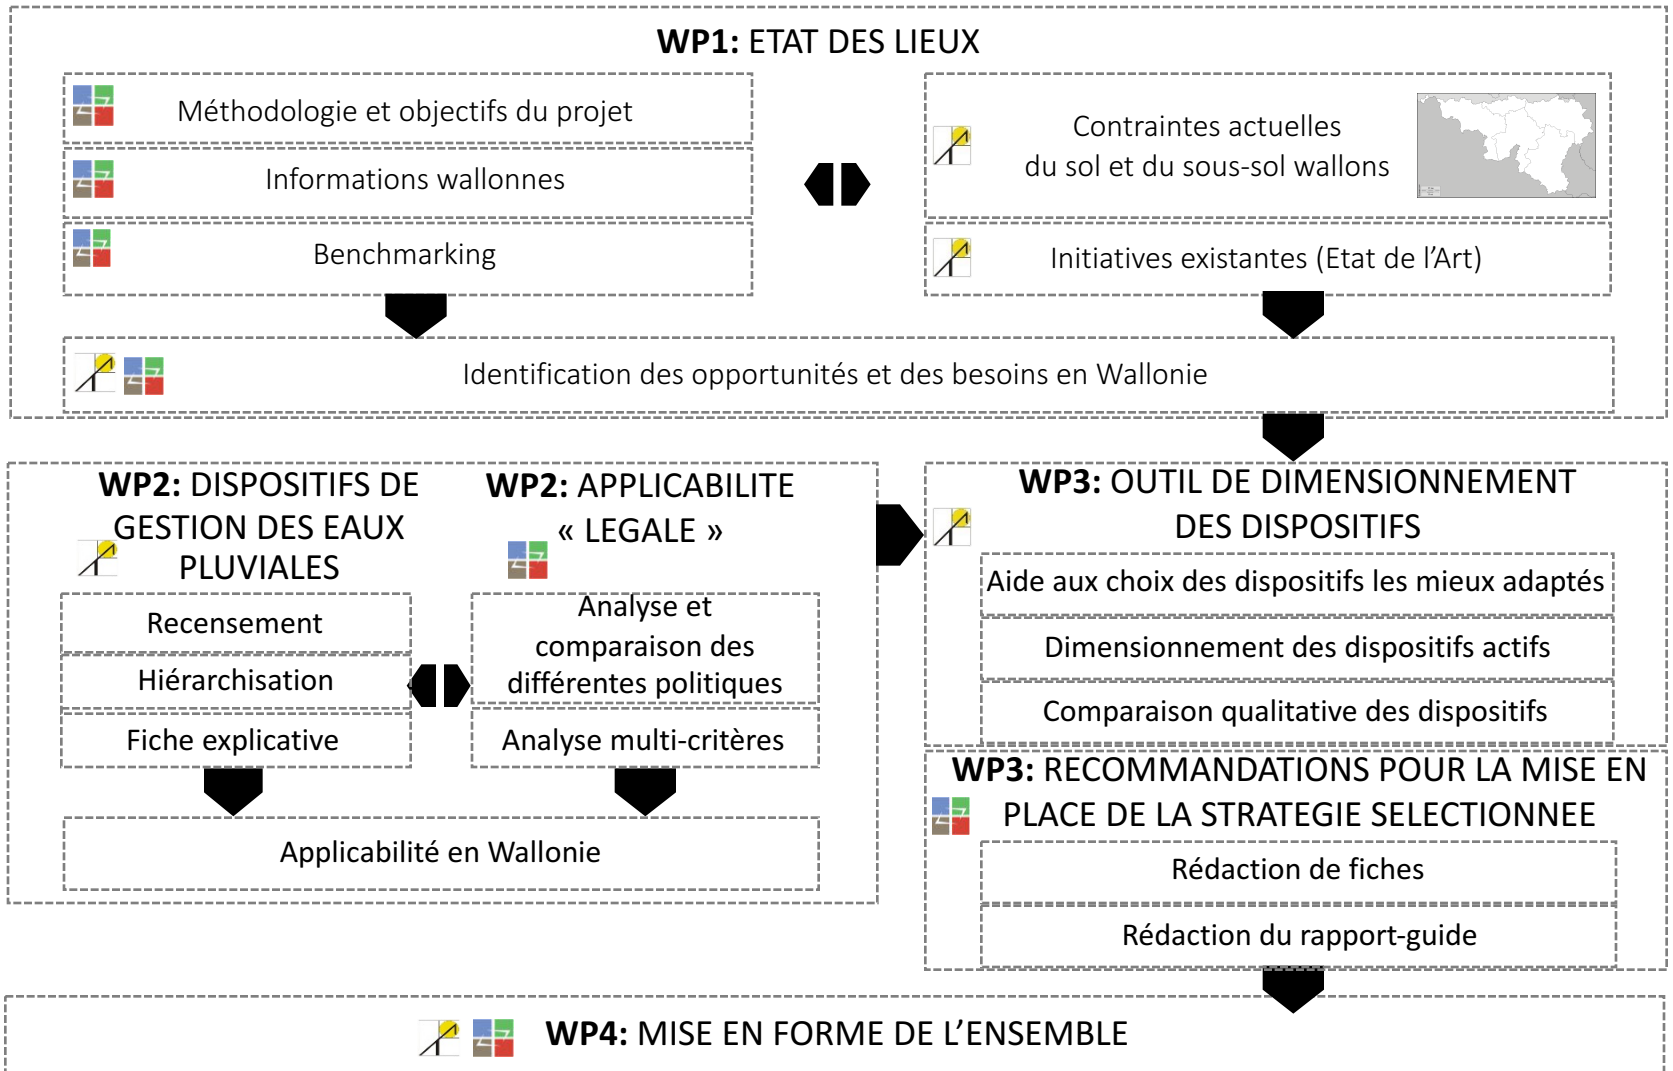 WP1: ETAT DES LIEUX
Méthodologie et objectifs du projet
Informations wallonnes
Benchmarking
Contraintes actuelles
du sol et du sous-sol wallons
Initiatives existantes (Etat de l’Art)
Identification des opportunités et des besoins en Wallonie
WP2: DISPOSITIFS DE
GESTION DES EAUX
PLUVIALES
Recensement
Hiérarchisation
Fiche explicative
WP2: APPLICABILITE
« LEGALE »
Analyse et
comparaison des
différentes politiques
Analyse multi-critères
Applicabilité en Wallonie
WP3: OUTIL DE DIMENSIONNEMENT
DES DISPOSITIFS
Aide aux choix des dispositifs les mieux adaptés
Dimensionnement des dispositifs actifs
Comparaison qualitative des dispositifs
WP3: RECOMMANDATIONS POUR LA MISE EN
PLACE DE LA STRATEGIE SELECTIONNEE
Rédaction de fiches
Rédaction du rapport-guide
WP4: MISE EN FORME DE L’ENSEMBLE